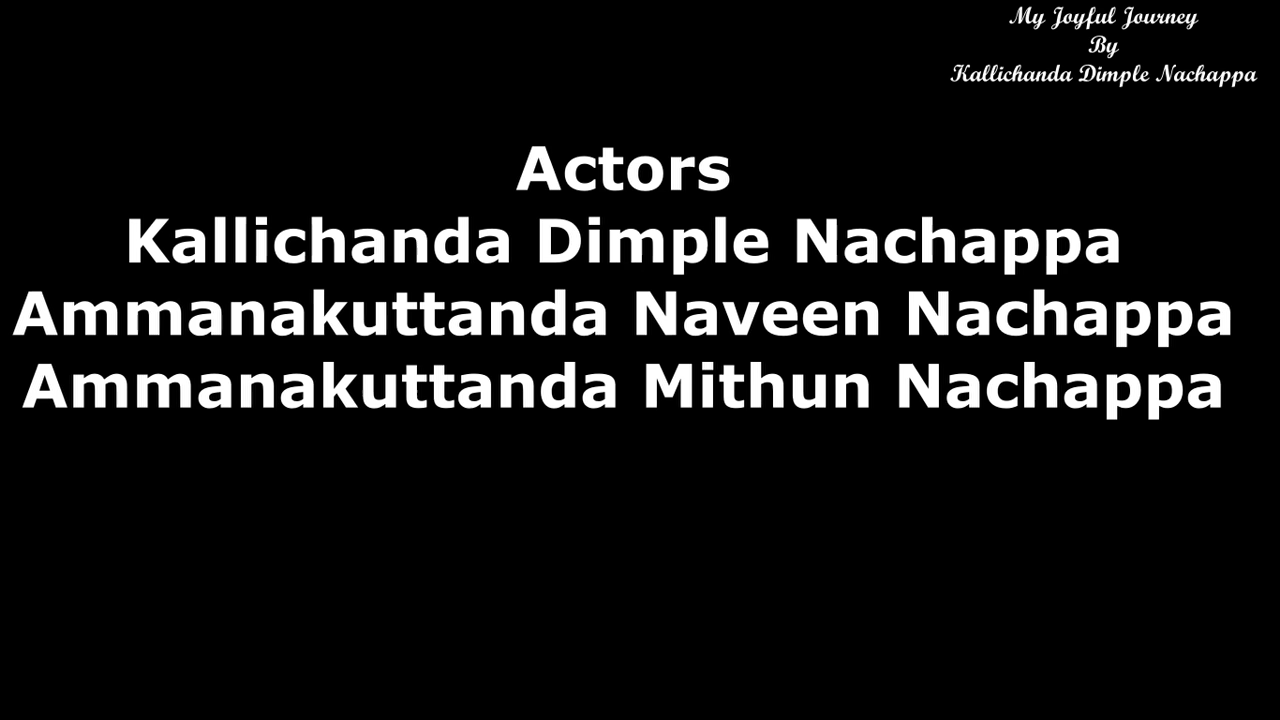 My Joyful Journey
By
Kallichanda Dimple Nachappa
Actors
Kallichanda Dimple Nachappa
Ammanakuttanda Naveen Nachappa
Ammanakuttanda Mithun Nachappa